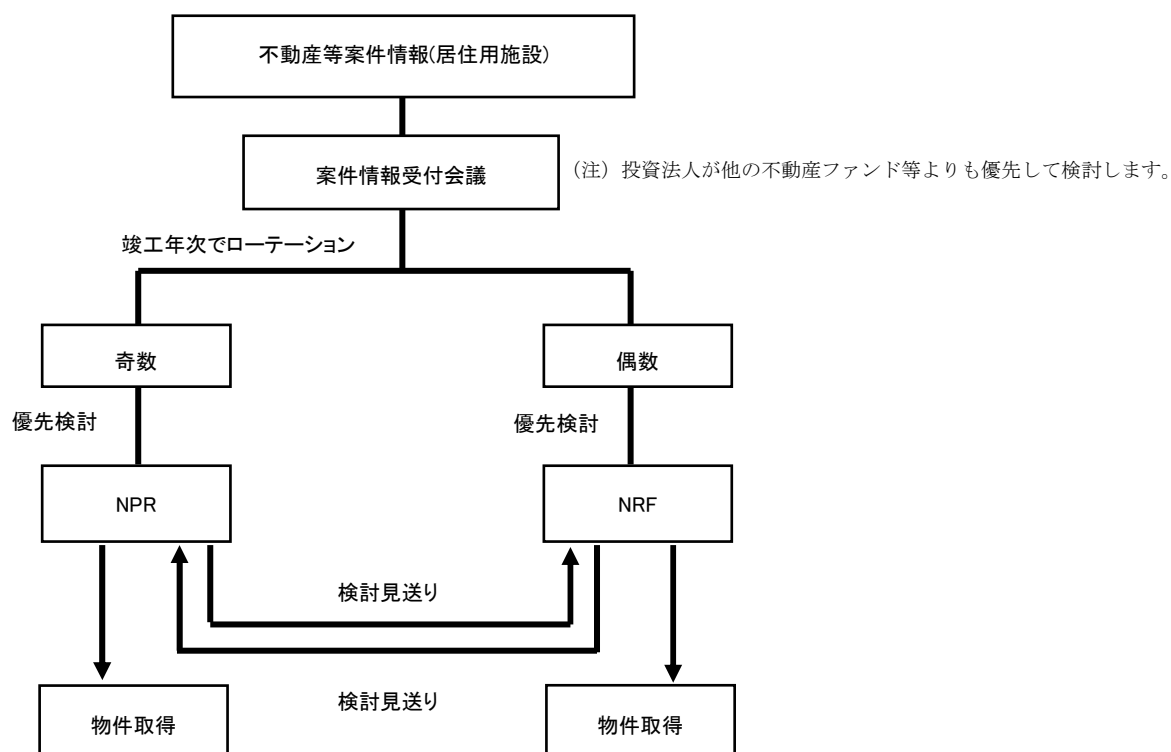 不動産等案件情報(居住用施設)
案件情報受付会議
（注）投資法人が他の不動産ファンド等よりも優先して検討します。
竣工年次でローテーション
奇数
偶数
優先検討
優先検討
NPR
NRF
検討見送り
検討見送り
物件取得
物件取得